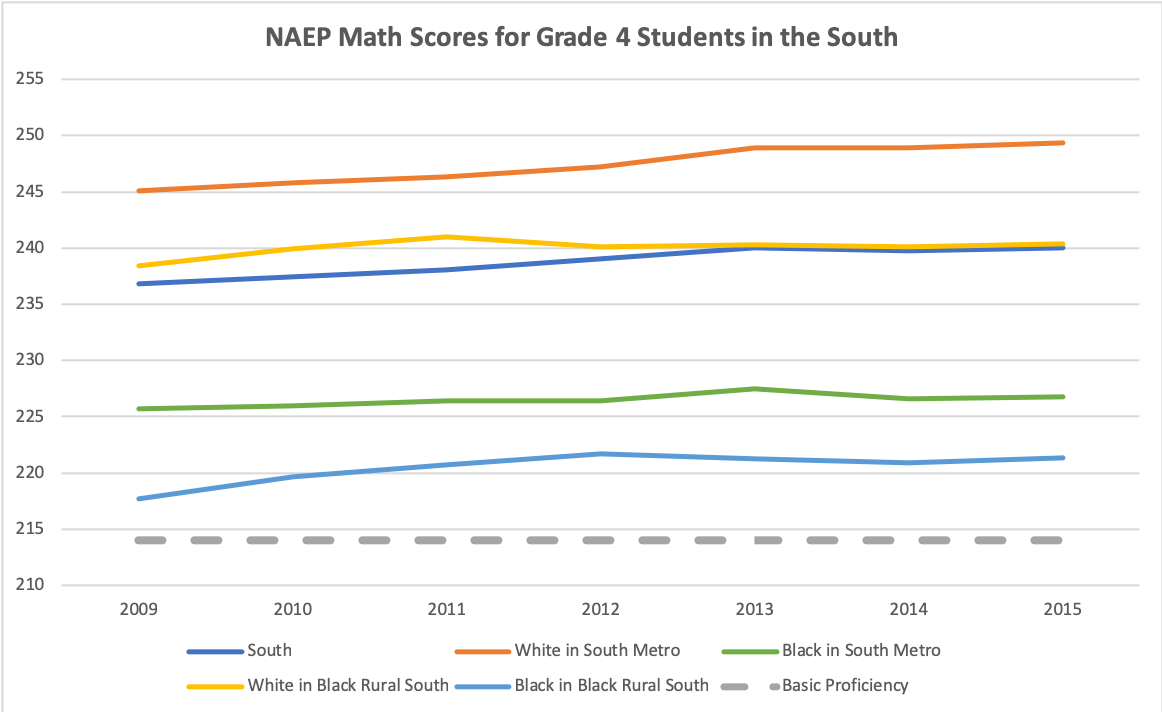 NAEP Math Scores for Grade 4 Students in the South
255
250
245
240
235
230
225
220
215
210
2009 2010 2011 2012 2013 2014 2015
South White in South Metro Black in South Metro
White in Black Rural South Black in Black Rural South Basic Proficiency